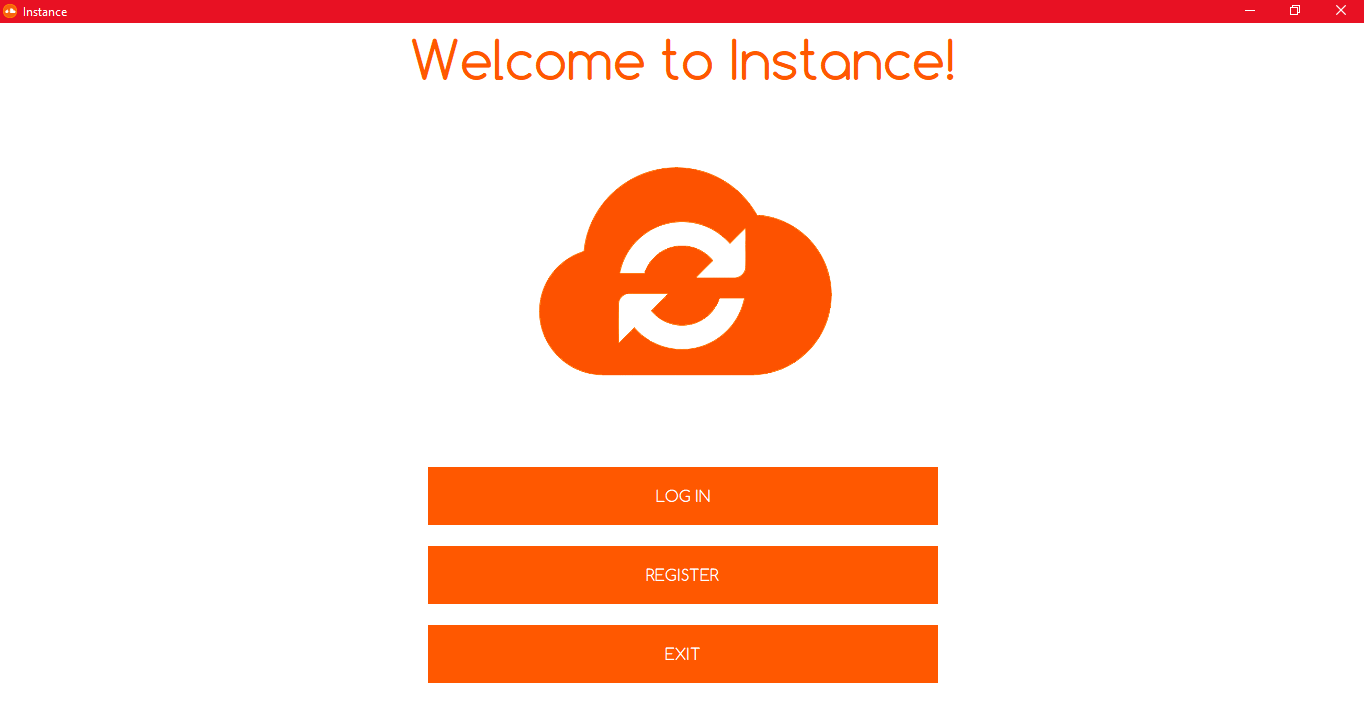 Instance
Welcome to Instance!
LOG IN
REGISTER
EXIT